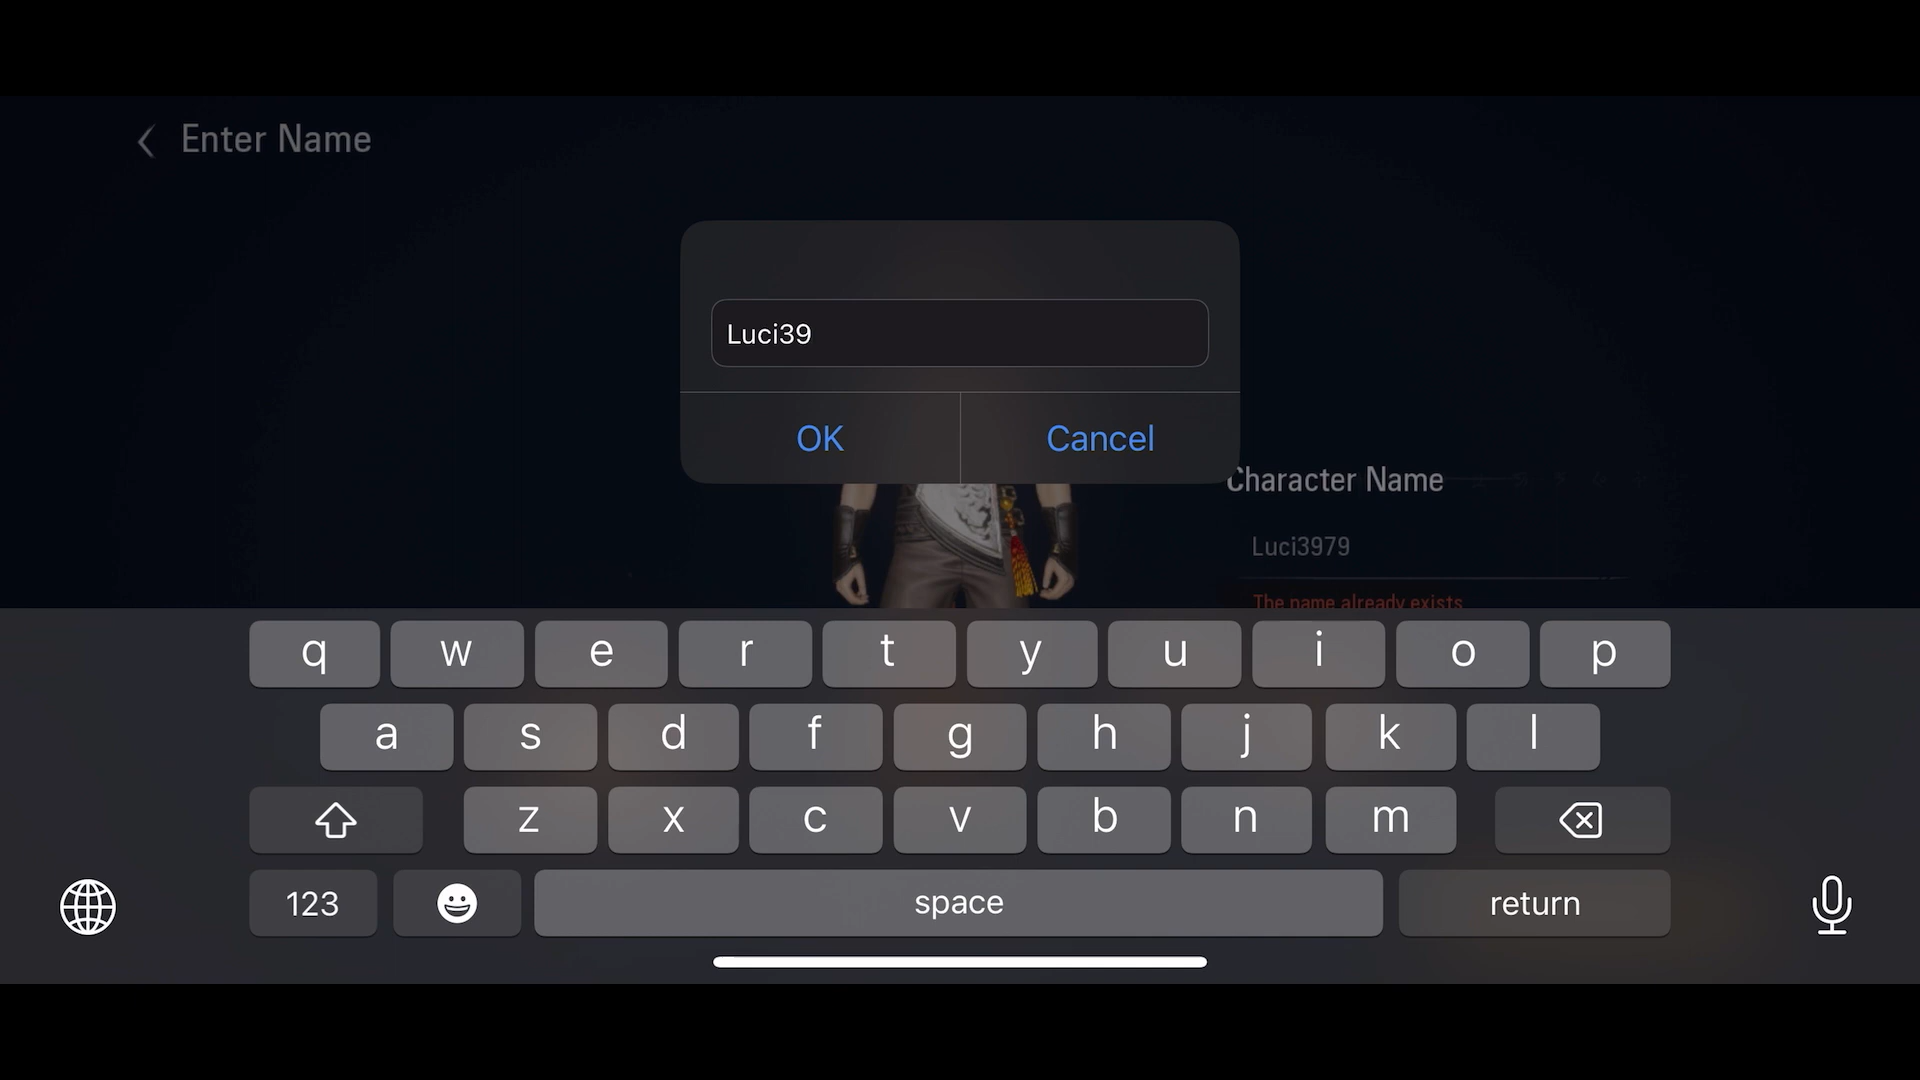 Enter Name
Luci39
OK Cancel
Character Name
Luci3979
The name already exists
q w e r t y u i o p
a s d f g h j k l
z x c v b n m
123 space return